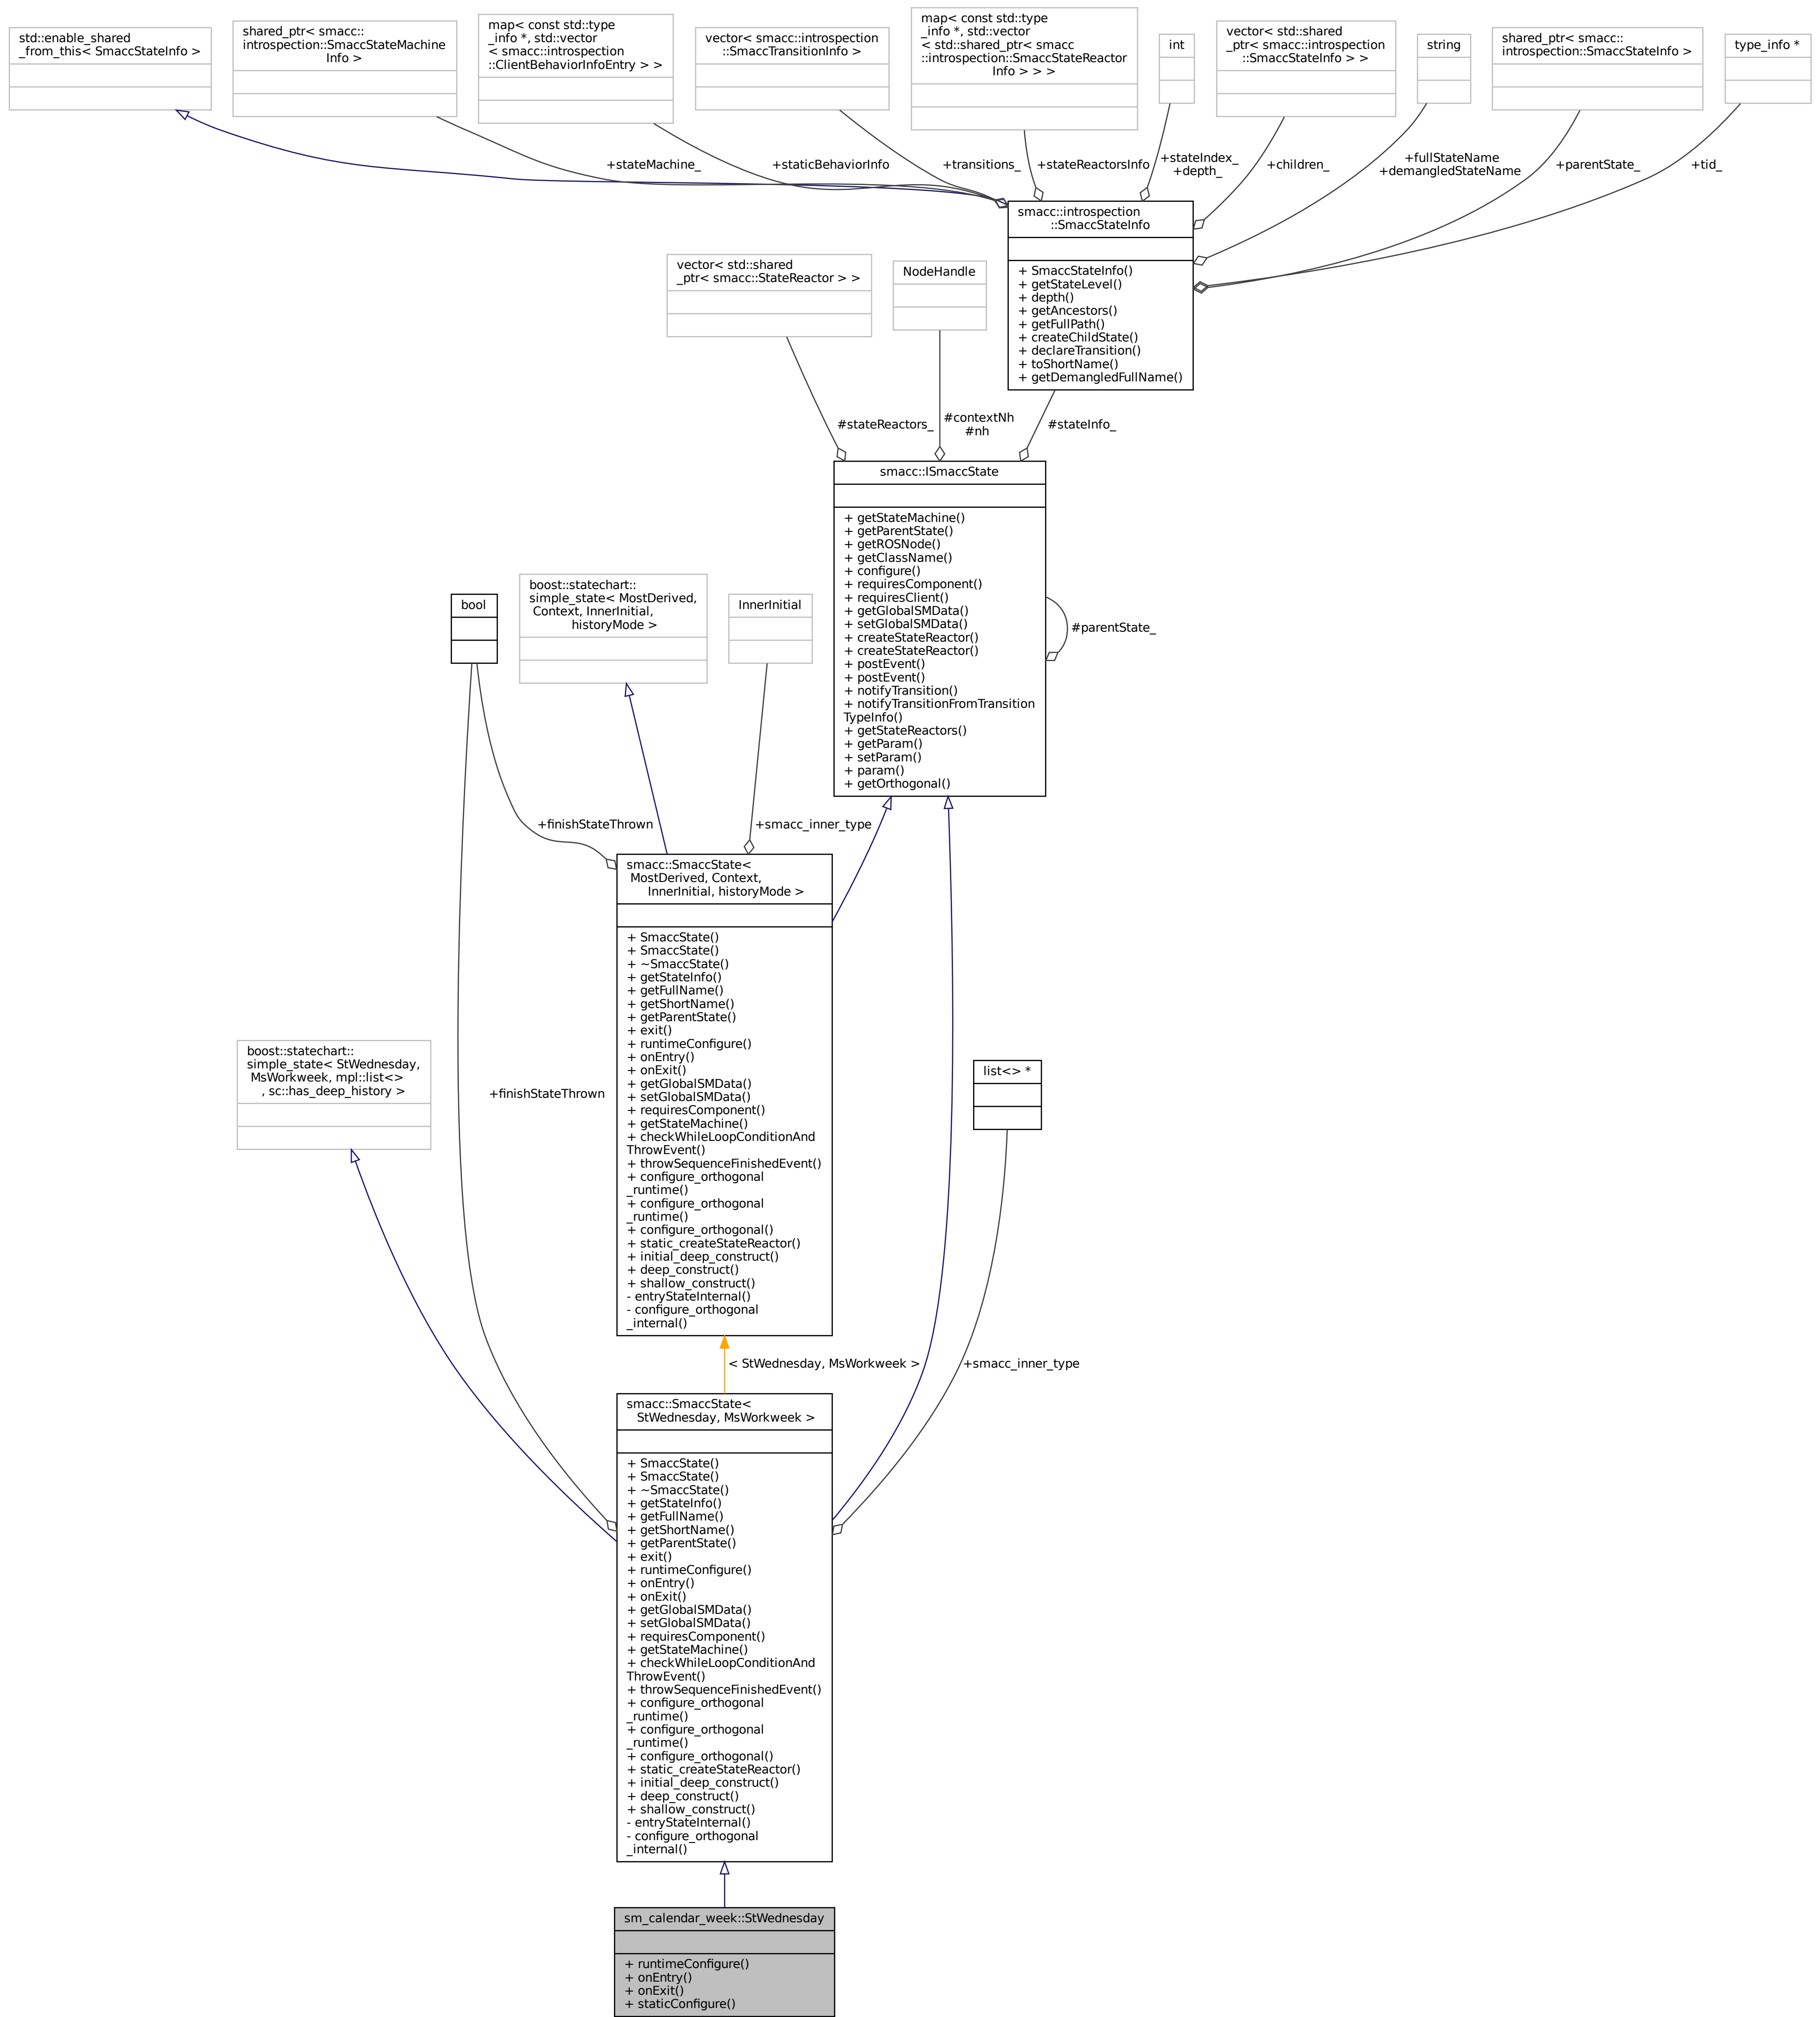 std::enable_shared
_from_this< SmaccStateInfo >
shared_ptr< smacc::
introspection::SmaccStateMachine
Info >
map< const std::type
_info *, std::vector
< smacc::introspection
::ClientBehaviorInfoEntry > >
vector< smacc::introspection
::SmaccTransitionInfo >
map< const std::type
_info *, std::vector
< std::shared_ptr< smacc
::introspection::SmaccStateReactor
Info > > >
int
vector< std::shared
_ptr< smacc::introspection
::SmaccStateInfo > >
string
shared_ptr< smacc::
introspection::SmaccStateInfo >
type_info *
+stateMachine_
+staticBehaviorInfo
+transitions_
+stateReactorsInfo
+stateIndex_
+depth_
+children_
+fullStateName
+demangledStateName
+parentState_
+tid_
smacc::introspection
::SmaccStateInfo
+ SmaccStateInfo()
+ getStateLevel()
+ depth()
+ getAncestors()
+ getFullPath()
+ createChildState()
+ declareTransition()
+ toShortName()
+ getDemangledFullName()
vector< std::shared
_ptr< smacc::StateReactor > >
NodeHandle
#stateReactors_
#contextNh
#nh
#stateInfo_
smacc::ISmaccState
+ getStateMachine()
+ getParentState()
+ getROSNode()
+ getClassName()
+ configure()
+ requiresComponent()
+ requiresClient()
+ getGlobalSMData()
+ setGlobalSMData()
+ createStateReactor()
+ createStateReactor()
+ postEvent()
+ postEvent()
+ notifyTransition()
+ notifyTransitionFromTransition
TypeInfo()
+ getStateReactors()
+ getParam()
+ setParam()
+ param()
+ getOrthogonal()
#parentState_
bool
boost::statechart::
simple_state< MostDerived,
Context, InnerInitial,
historyMode >
InnerInitial
+finishStateThrown
+smacc_inner_type
smacc::SmaccState<
MostDerived, Context,
InnerInitial, historyMode >
+ SmaccState()
+ SmaccState()
+ ~SmaccState()
+ getStateInfo()
+ getFullName()
+ getShortName()
+ getParentState()
+ exit()
+ runtimeConfigure()
+ onEntry()
+ onExit()
+ getGlobalSMData()
+ setGlobalSMData()
+ requiresComponent()
+ getStateMachine()
+ checkWhileLoopConditionAnd
ThrowEvent()
+ throwSequenceFinishedEvent()
+ configure_orthogonal
_runtime()
+ configure_orthogonal
_runtime()
+ configure_orthogonal()
+ static_createStateReactor()
+ initial_deep_construct()
+ deep_construct()
+ shallow_construct()
- entryStateInternal()
- configure_orthogonal
_internal()
boost::statechart::
simple_state< StWednesday,
MsWorkweek, mpl::list<>
, sc::has_deep_history >
+finishStateThrown
list<> *
< StWednesday, MsWorkweek >
+smacc_inner_type
smacc::SmaccState<
StWednesday, MsWorkweek >
+ SmaccState()
+ SmaccState()
+ ~SmaccState()
+ getStateInfo()
+ getFullName()
+ getShortName()
+ getParentState()
+ exit()
+ runtimeConfigure()
+ onEntry()
+ onExit()
+ getGlobalSMData()
+ setGlobalSMData()
+ requiresComponent()
+ getStateMachine()
+ checkWhileLoopConditionAnd
ThrowEvent()
+ throwSequenceFinishedEvent()
+ configure_orthogonal
_runtime()
+ configure_orthogonal
_runtime()
+ configure_orthogonal()
+ static_createStateReactor()
+ initial_deep_construct()
+ deep_construct()
+ shallow_construct()
- entryStateInternal()
- configure_orthogonal
_internal()
sm_calendar_week::StWednesday
+ runtimeConfigure()
+ onEntry()
+ onExit()
+ staticConfigure()